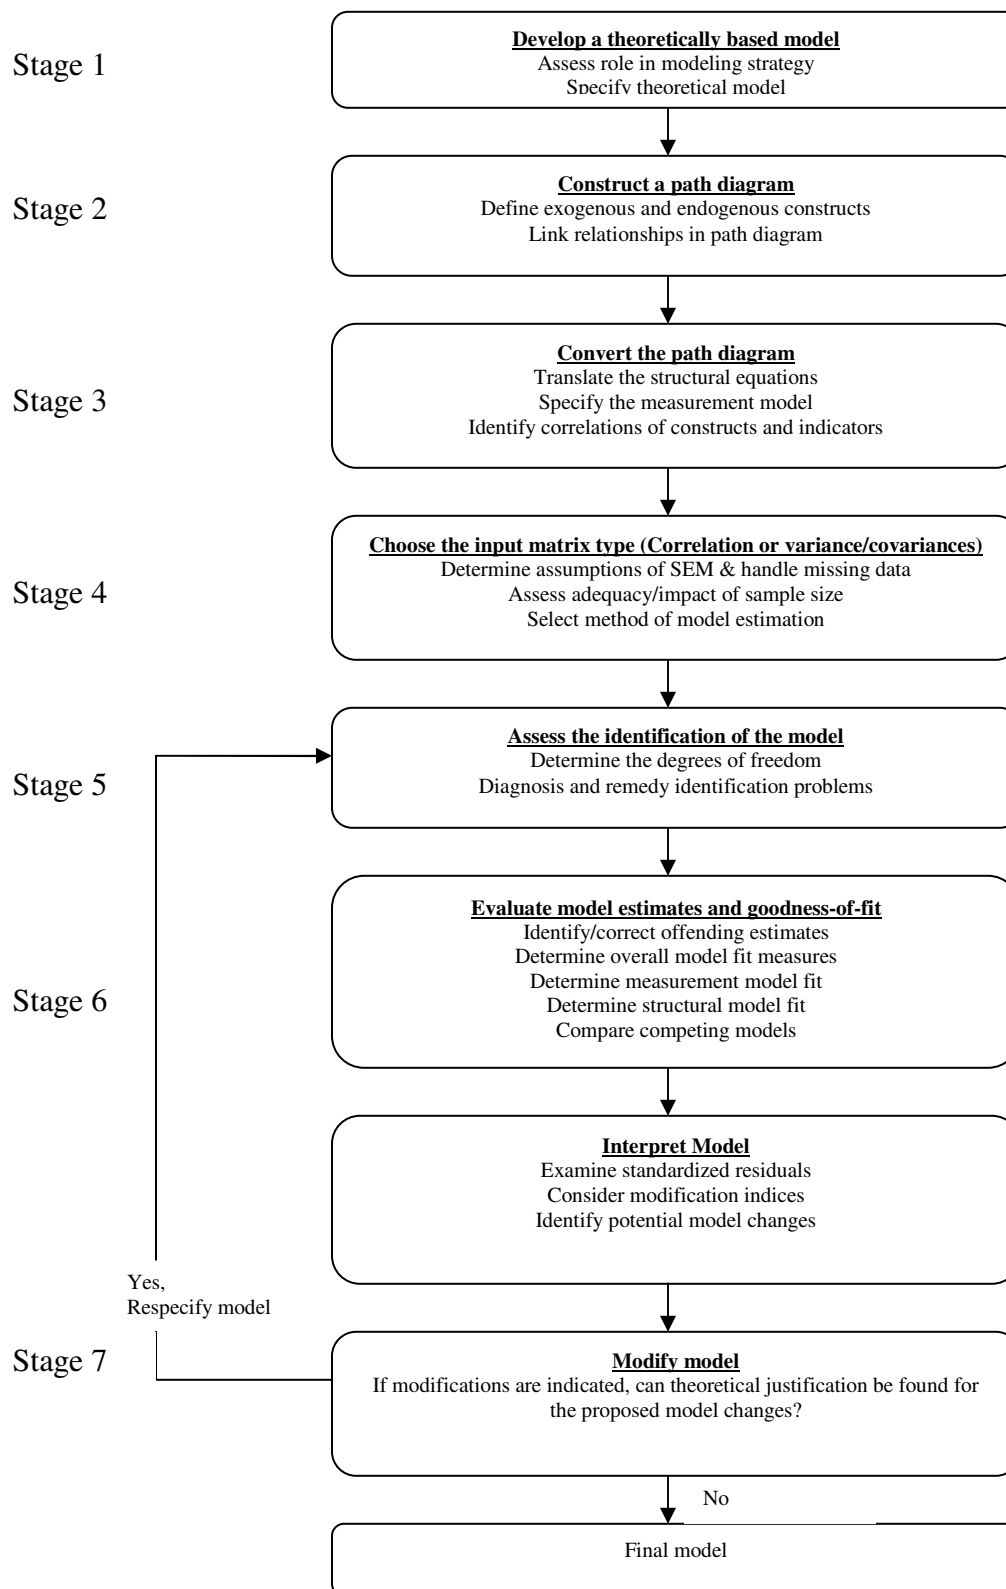 Stage 1
Develop a theoretically based model
Assess role in modeling strategy
Specify theoretical model
Stage 2
Construct a path diagram
Define exogenous and endogenous constructs
Link relationships in path diagram
Stage 3
Convert the path diagram
Translate the structural equations
Specify the measurement model
Identify correlations of constructs and indicators
Stage 4
Choose the input matrix type (Correlation or variance/covariances)
Determine assumptions of SEM & handle missing data
Assess adequacy/impact of sample size
Select method of model estimation
Stage 5
Assess the identification of the model
Determine the degrees of freedom
Diagnosis and remedy identification problems
Stage 6
Evaluate model estimates and goodness-of-fit
Identify/correct offending estimates
Determine overall model fit measures
Determine measurement model fit
Determine structural model fit
Compare competing models
Interpret Model
Examine standardized residuals
Consider modification indices
Identify potential model changes
Yes,
Respecify model
Stage 7
Modify model
If modifications are indicated, can theoretical justification be found for
the proposed model changes?
No
Final model